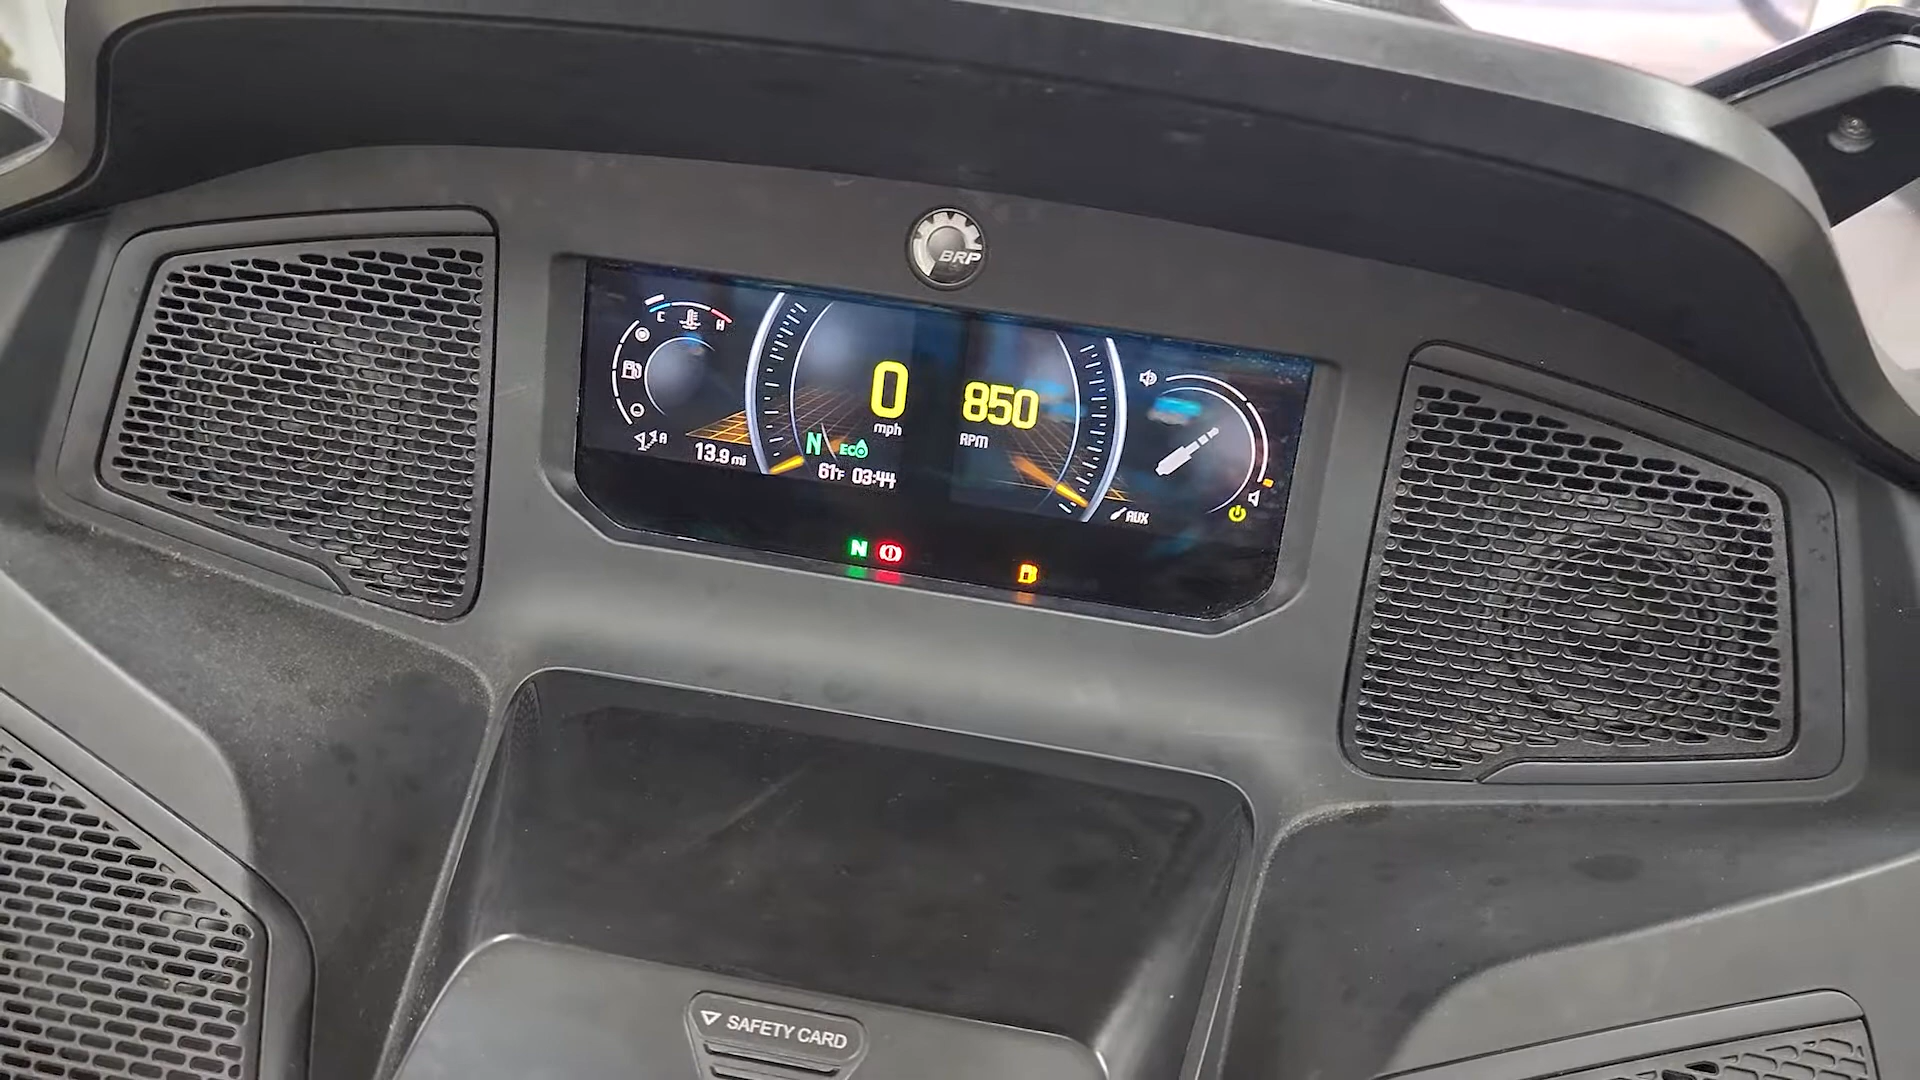 BRP
C H
0
mph
850
RPM
A
13.9 mi
N ECO
61°F 03:44
AUX
N
SAFETY CARD